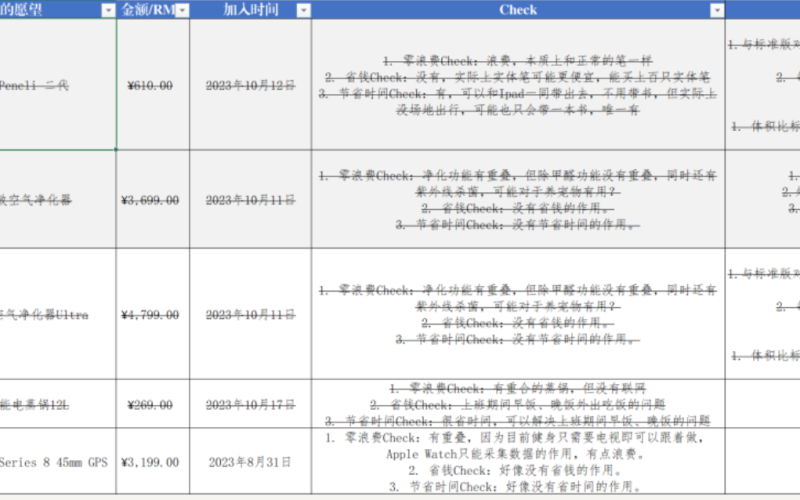 的愿望 金额/RM 加入时间 Check
Pencli 二代 ¥610.00 2023年10月12日
1. 零浪费Check：浪费，本质上和正常的笔一样
2. 省钱Check：没有，实际上实体笔可能更便宜，能买上百只实体笔
3. 节省时间Check：有，可以和Ipad一同带出去，不用带书，但实际上
没场地出行，可能也只会带一本书，唯一有
1. 与标准版对
2.
1. 体积比标
空气净化器 ¥3,699.00 2023年10月11日
1. 零浪费Check：净化功能有重叠，但除甲醛功能没有重叠，同时还有
紫外线杀菌，可能对于养宠物有用？
2. 省钱Check：没有省钱的作用。
3. 节省时间Check：没有节省时间的作用。
1.
2.
3.
空气净化器Ultra ¥4,799.00 2023年10月11日
1. 零浪费Check：净化功能有重叠，但除甲醛功能没有重叠，同时还有
紫外线杀菌，可能对于养宠物有用？
2. 省钱Check：没有省钱的作用。
3. 节省时间Check：没有节省时间的作用。
1. 与标准版对
2.
1. 体积比标
能电蒸锅12L ¥269.00 2023年10月17日
1. 零浪费Check：有重合的蒸锅，但没有联网
2. 省钱Check：上班期间早饭、晚饭外出吃饭的问题
3. 节省时间Check：很省时间，可以解决上班期间早饭、晚饭的问题
Series 8 45mm GPS ¥3,199.00 2023年8月31日
1. 零浪费Check：有重叠，因为目前健身只需要电视即可以跟着做，
Apple Watch只能采集数据的作用，有点浪费。
2. 省钱Check：好像没有省钱的作用。
3. 节省时间Check：好像没有省时间的作用。